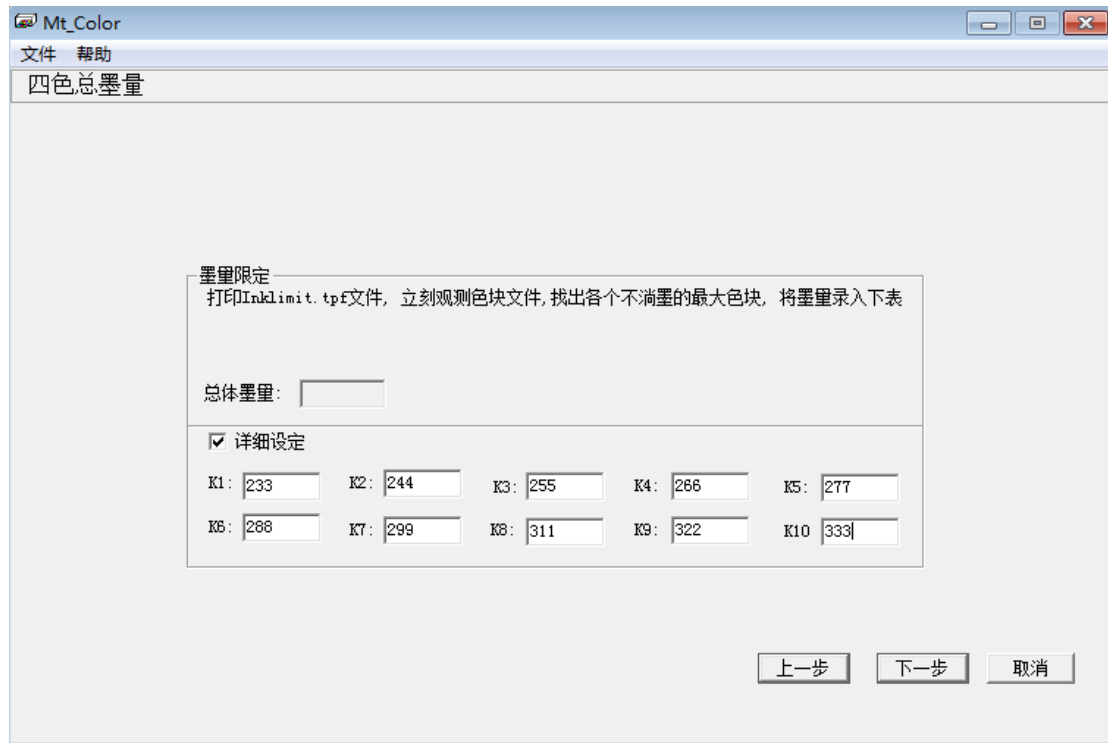 Mt_Color
文件 帮助
四色总墨量
墨量限定
打印Inklimit.tpf文件, 立刻观测色块文件,找出各个不淌墨的最大色块, 将墨量录入下表
总体墨量:
详细设定
K1: 233 K2: 244 K3: 255 K4: 266 K5: 277
K6: 288 K7: 299 K8: 311 K9: 322 K10 333
上一步 下一步 取消